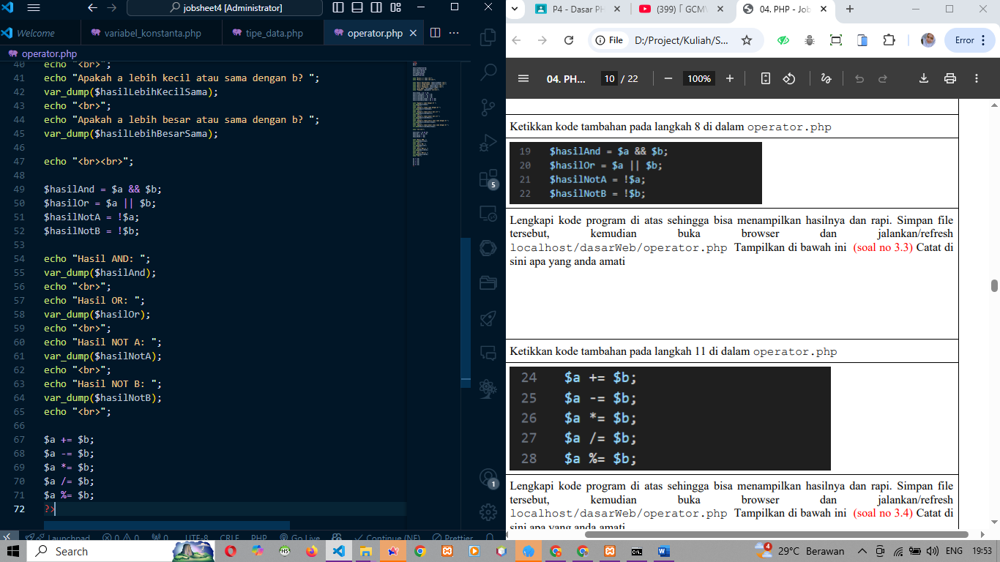 jobsheet4 [Administrator]
Welcome
variabel_konstanta.php
tipe_data.php
operator.php
operator.php
40 echo "<br>";
41 echo "Apakah a lebih kecil atau sama dengan b? ";
42 var_dump($hasilLebihKecilSama);
43 echo "<br>";
44 echo "Apakah a lebih besar atau sama dengan b? ";
45 var_dump($hasilLebihBesarSama);
46
47 echo "<br><br>";
48
49 $hasilAnd = $a && $b;
50 $hasilOr = $a || $b;
51 $hasilNotA = !$a;
52 $hasilNotB = !$b;
53
54 echo "Hasil AND: ";
55 var_dump($hasilAnd);
56 echo "<br>";
57 echo "Hasil OR: ";
58 var_dump($hasilOr);
59 echo "<br>";
60 echo "Hasil NOT A: ";
61 var_dump($hasilNotA);
62 echo "<br>";
63 echo "Hasil NOT B: ";
64 var_dump($hasilNotB);
65 echo "<br>";
66
67 $a += $b;
68 $a -= $b;
69 $a *= $b;
70 $a /= $b;
71 $a %= $b;
72 ?>
5
1
Launchpad 0 0 0 UTF-8 CRLF PHP Go Live Continue (NE) Prettier
P4 - Dasar PH
(399) 「 GCMV
04. PHP - Job
File D:/Project/Kuliah/S... Error
04. PH... 10 / 22 100%
Ketikkan kode tambahan pada langkah 8 di dalam operator.php
19 $hasilAnd = $a && $b;
20 $hasilOr = $a || $b;
21 $hasilNotA = !$a;
22 $hasilNotB = !$b;
Lengkapi kode program di atas sehingga bisa menampilkan hasilnya dan rapi. Simpan file
tersebut, kemudian buka browser dan jalankan/refresh
localhost/dasarWeb/operator.php Tampilkan di bawah ini (soal no 3.3) Catat di
sini apa yang anda amati
Ketikkan kode tambahan pada langkah 11 di dalam operator.php
24 $a += $b;
25 $a -= $b;
26 $a *= $b;
27 $a /= $b;
28 $a %= $b;
Lengkapi kode program di atas sehingga bisa menampilkan hasilnya dan rapi. Simpan file
tersebut, kemudian buka browser dan jalankan/refresh
localhost/dasarWeb/operator.php Tampilkan di bawah ini (soal no 3.4) Catat di
sini apa yang anda amati
Search
4
29°C Berawan
ENG
19:53